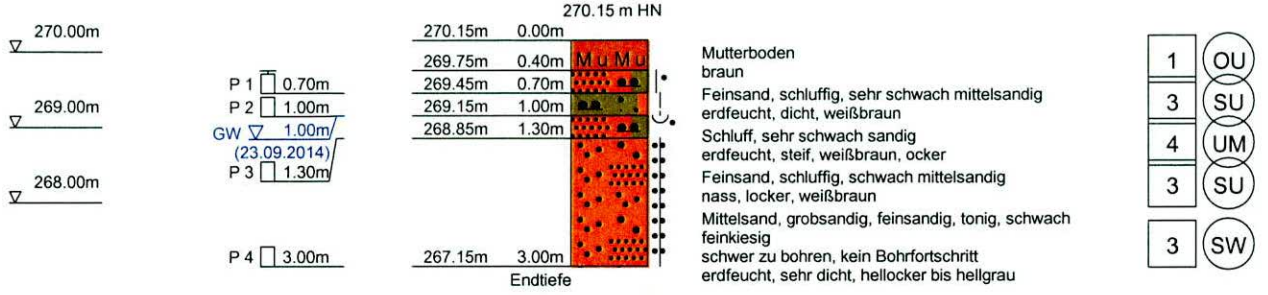 270.15 m HN
270.00m
269.00m
268.00m
P 1 0.70m
P 2 1.00m
GW 1.00m
(23.09.2014)
P 3 1.30m
P 4 3.00m
270.15m 0.00m
269.75m 0.40m Mu Mu
269.45m 0.70m
269.15m 1.00m
268.85m 1.30m
267.15m 3.00m
Endtiefe
Mutterboden
braun
Feinsand, schluffig, sehr schwach mittelsandig
erdfeucht, dicht, weißbraun
Schluff, sehr schwach sandig
erdfeucht, steif, weißbraun, ocker
Feinsand, schluffig, schwach mittelsandig
nass, locker, weißbraun
Mittelsand, grobsandig, feinsandig, tonig, schwach
feinkiesig
schwer zu bohren, kein Bohrfortschritt
erdfeucht, sehr dicht, hellocker bis hellgrau
1 OU
3 SU
4 UM
3 SU
3 SW